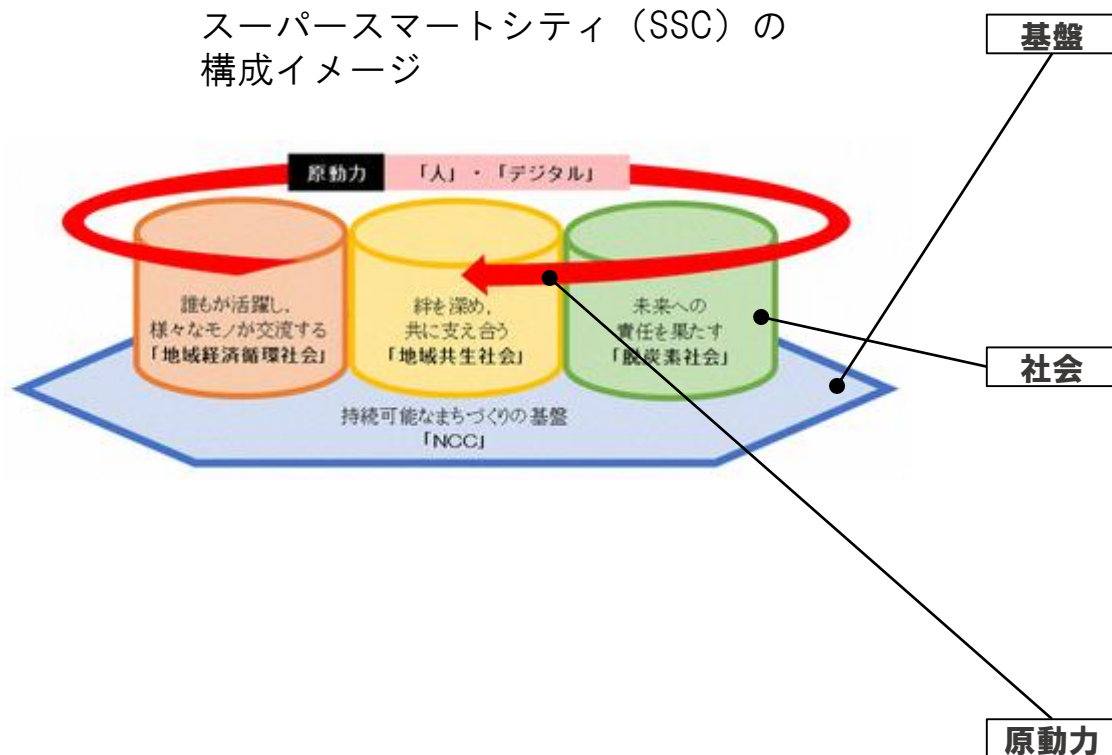 スーパースマートシティ（SSC）の
構成イメージ
基盤
原動力 「人」・「デジタル」
誰もが活躍し，
様々なモノが交流する
「地域経済循環社会」
絆を深め，
共に支え合う
「地域共生社会」
未来への
責任を果たす
「脱炭素社会」
社会
持続可能なまちづくりの基盤
「NCC」
原動力